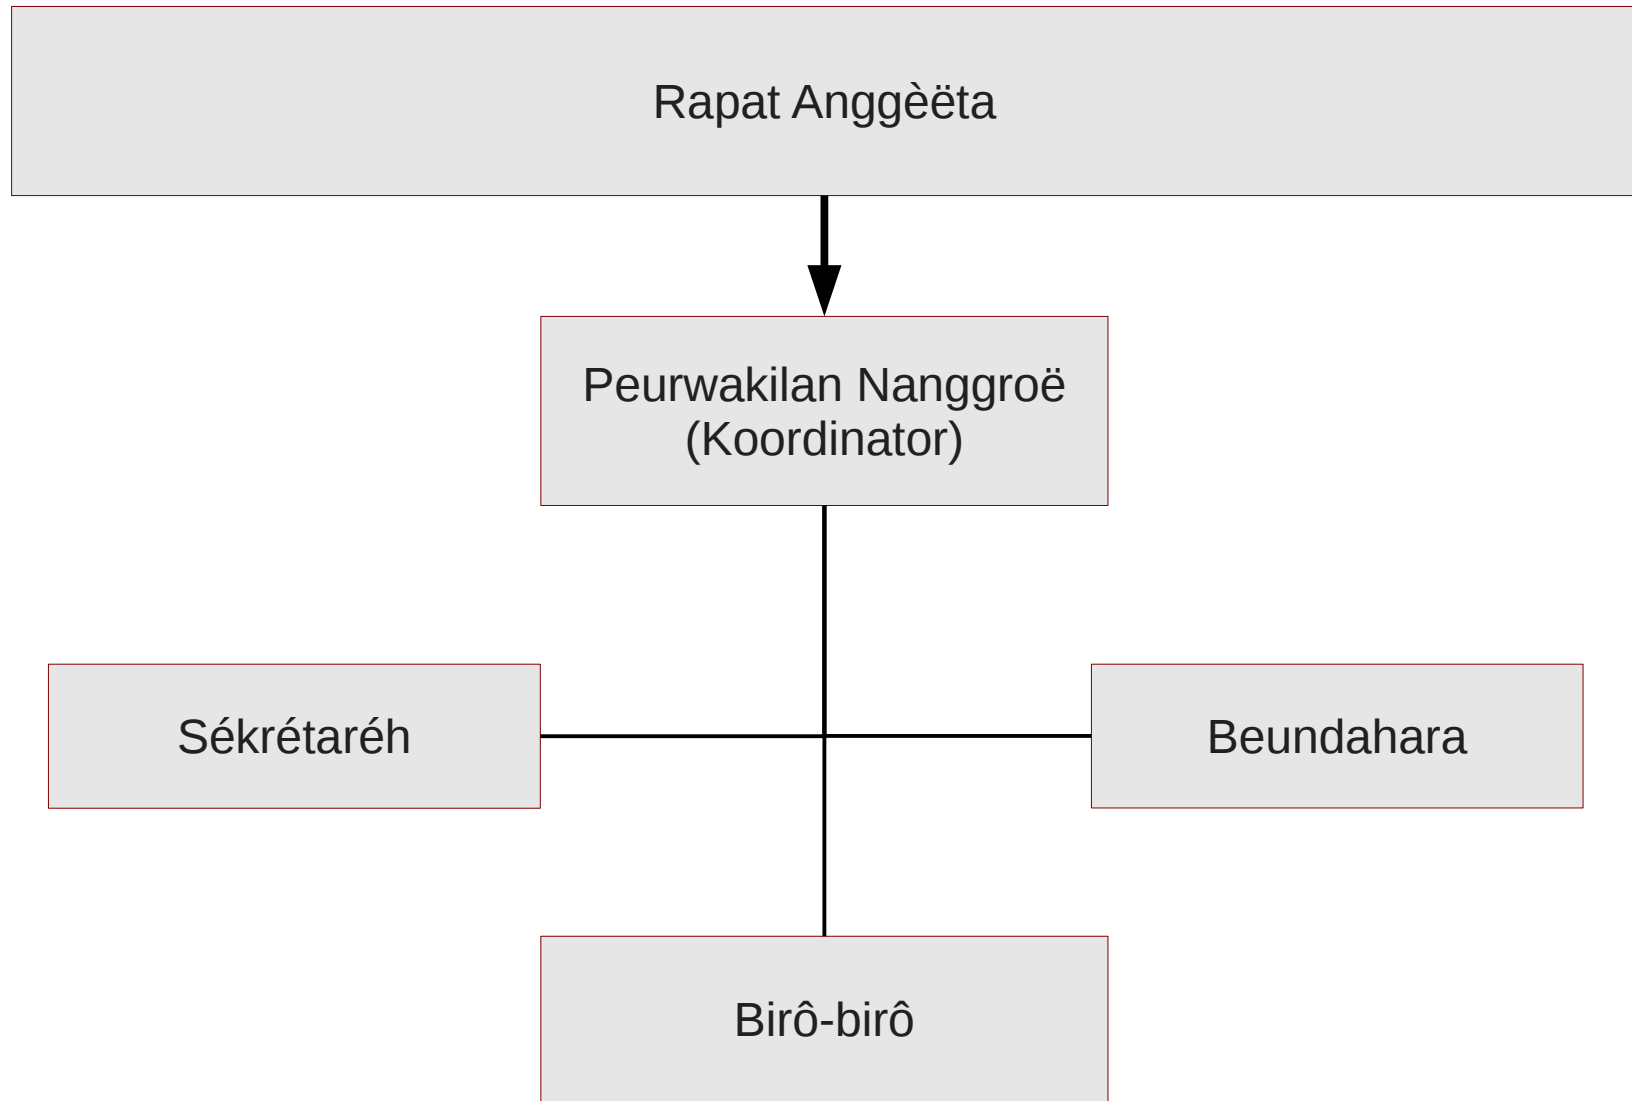 Rapat Anggèëta
Peurwakilan Nanggroë
(Koordinator)
Sékrétaréh
Beundahara
Birô-birô